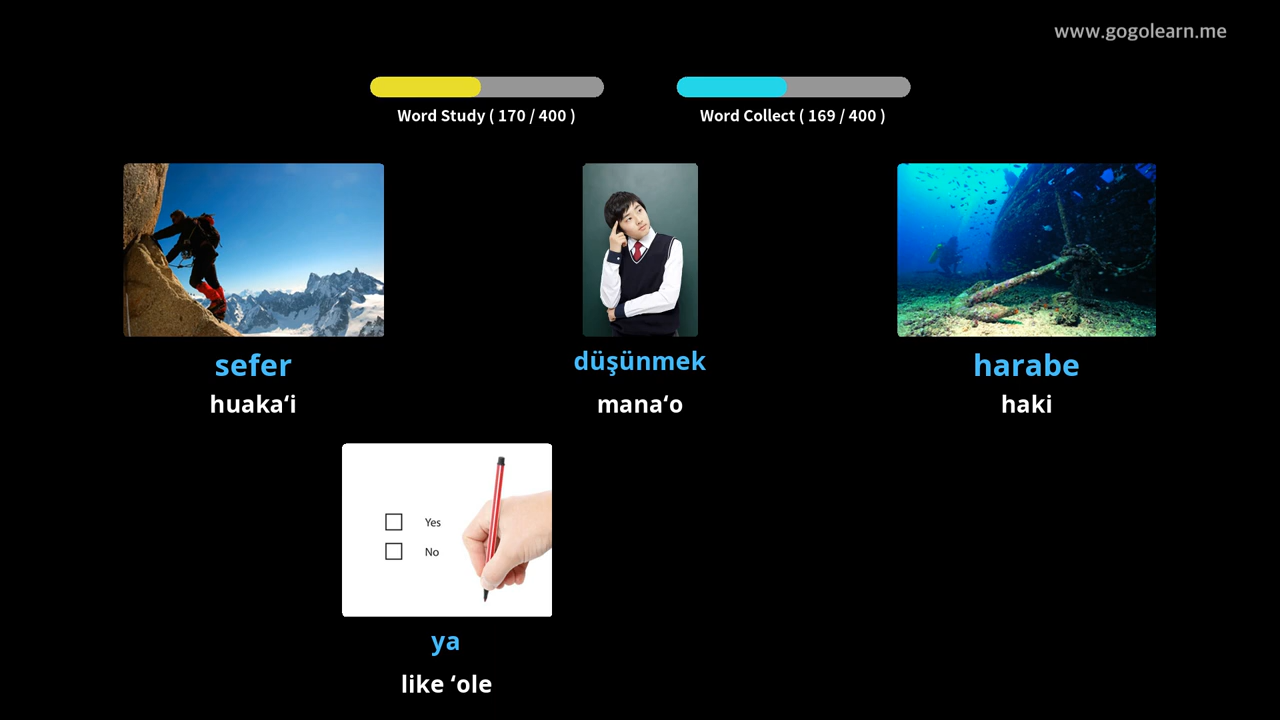 www.gogolearn.me
Word Study ( 170 / 400 )
Word Collect ( 169 / 400 )
sefer
düşünmek
harabe
huakaʻi
manaʻo
haki
Yes
No
ya
like ʻole